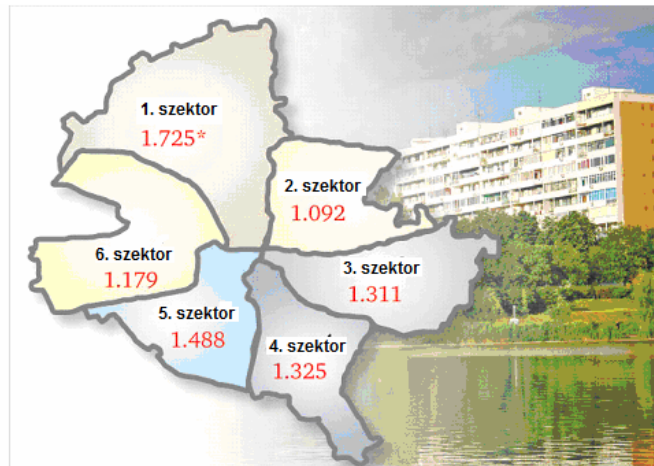 1. szektor
1.725*
2. szektor
1.092
6. szektor
1.179
3. szektor
1.311
5. szektor
1.488
4. szektor
1.325